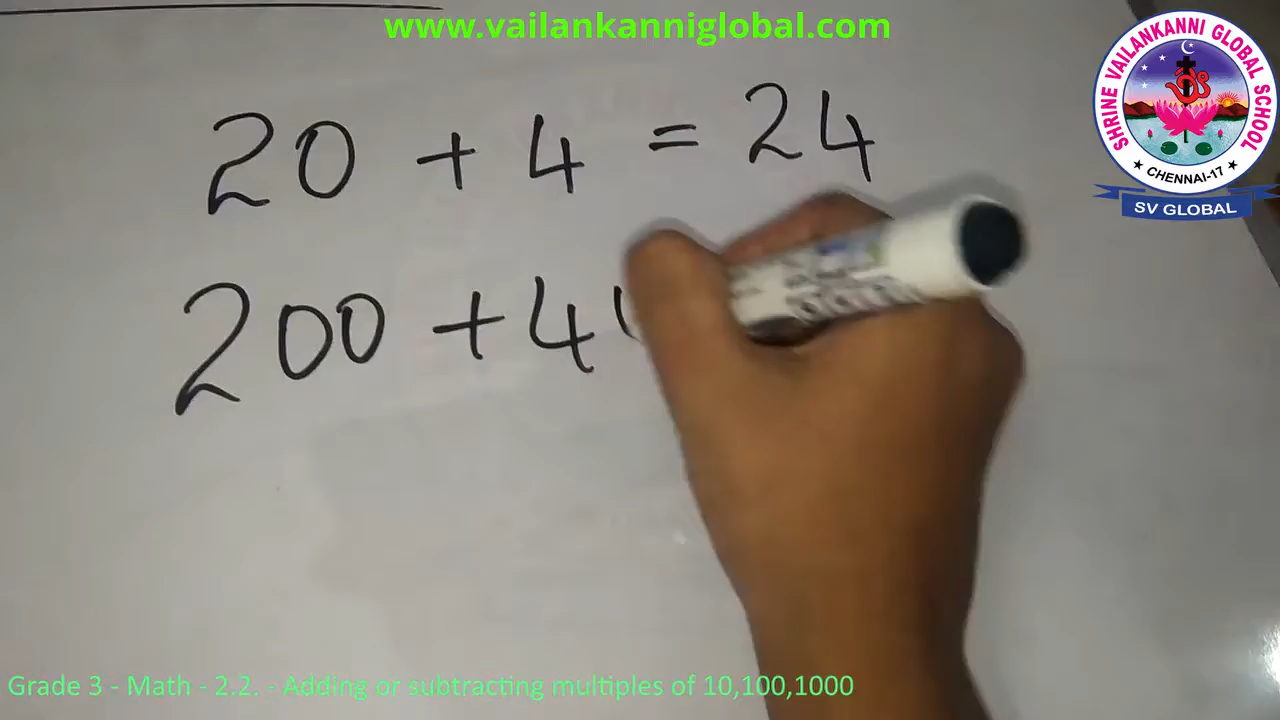 www.vailankanniglobal.com
20 + 4 = 24
200 + 4
SHRINE VAILANKANNI GLOBAL SCHOOL
CHENNAI-17
SV GLOBAL
Grade 3 - Math - 2.2. - Adding or subtracting multiples of 10,100,1000